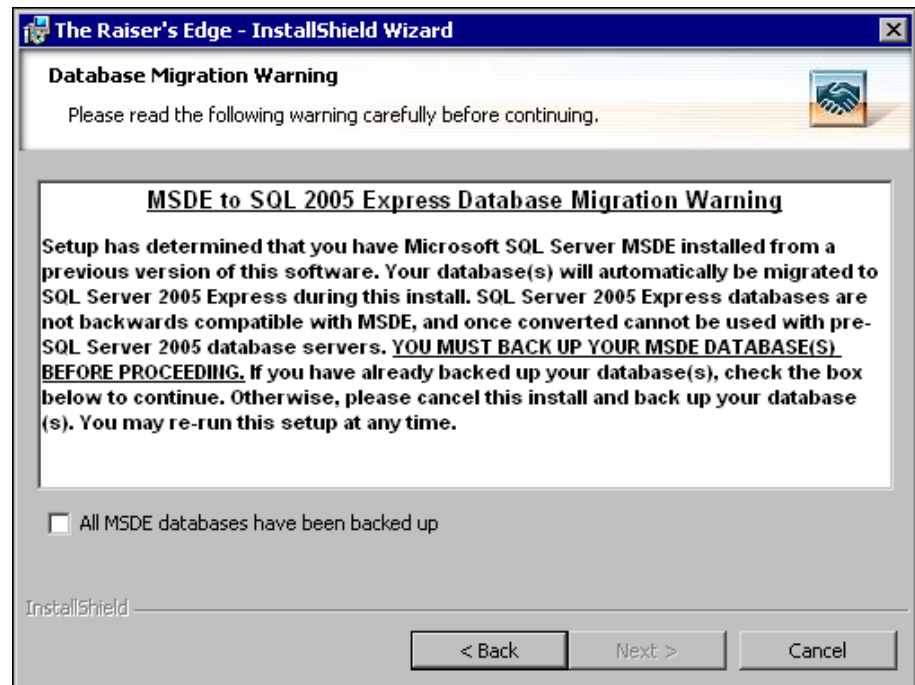 The Raiser's Edge - InstallShield Wizard
Database Migration Warning
Please read the following warning carefully before continuing.
MSDE to SQL 2005 Express Database Migration Warning
Setup has determined that you have Microsoft SQL Server MSDE installed from a
previous version of this software. Your database(s) will automatically be migrated to
SQL Server 2005 Express during this install. SQL Server 2005 Express databases are
not backwards compatible with MSDE, and once converted cannot be used with pre-
SQL Server 2005 database servers. YOU MUST BACK UP YOUR MSDE DATABASE(S)
BEFORE PROCEEDING. If you have already backed up your database(s), check the box
below to continue. Otherwise, please cancel this install and back up your database
(s). You may re-run this setup at any time.
All MSDE databases have been backed up
InstallShield
< Back Next > Cancel